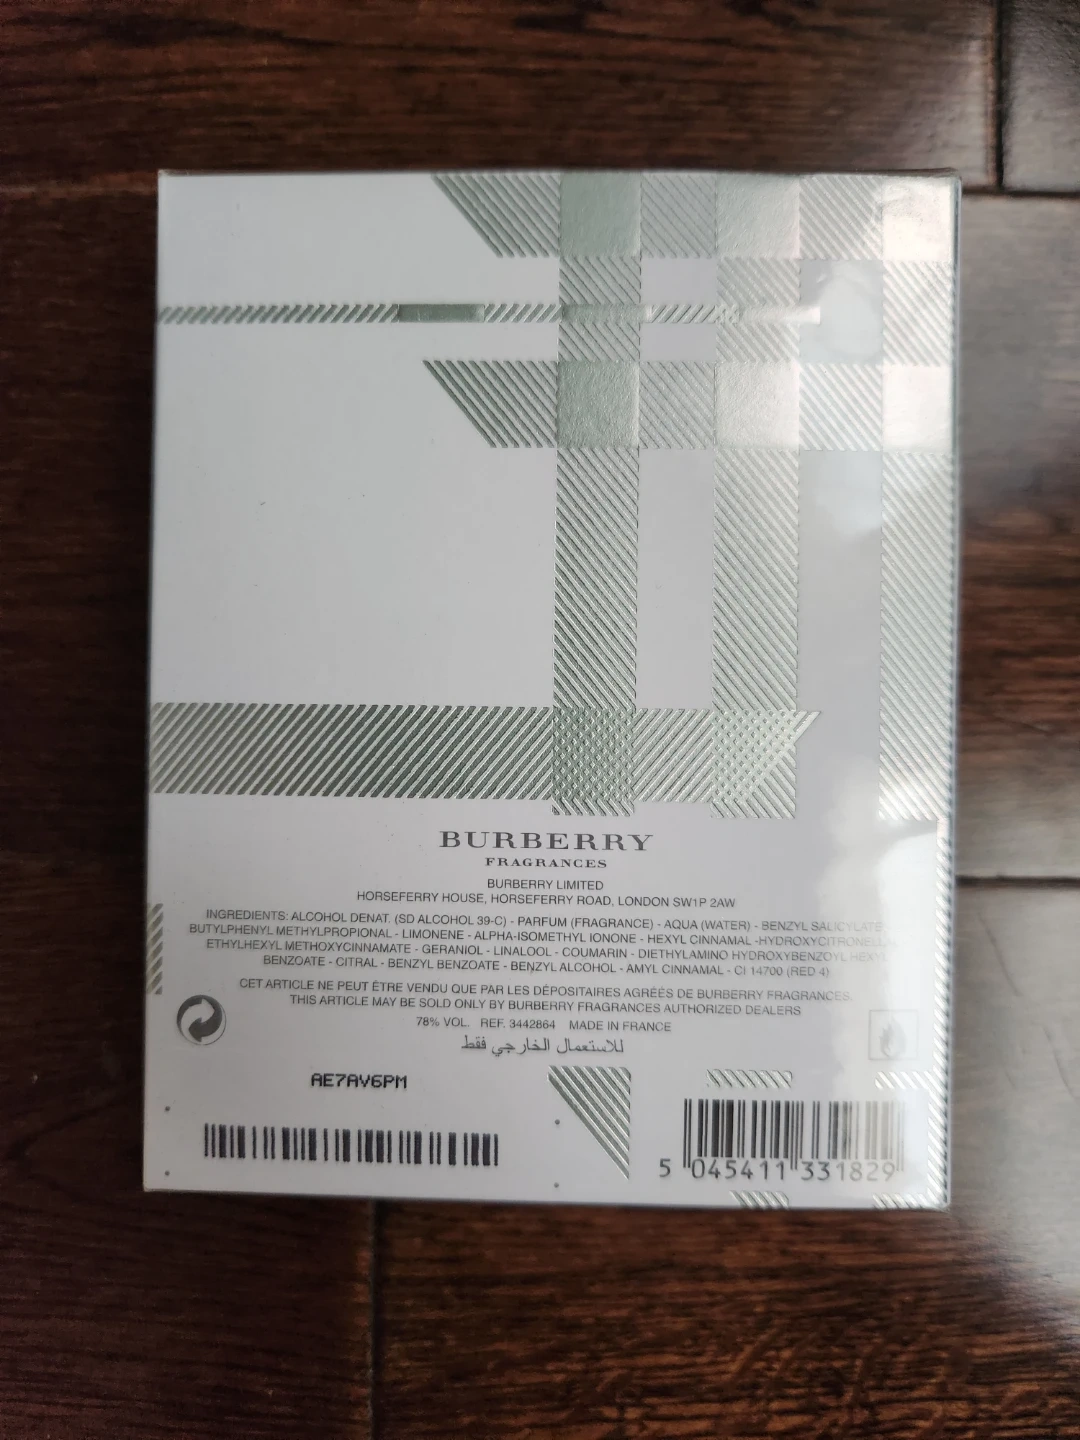 BURBERRY
FRAGRANCES
BURBERRY LIMITED
HORSEFERRY HOUSE, HORSEFERRY ROAD, LONDON SW1P 2AW
INGREDIENTS: ALCOHOL DENAT. (SD ALCOHOL 39-C) - PARFUM (FRAGRANCE) - AQUA (WATER) - BENZYL SALICYLATE
BUTYLPHENYL METHYLPROPIONAL - LIMONENE - ALPHA-ISOMETHYL IONONE - HEXYL CINNAMAL -HYDROXYCITRONELLAL
ETHYLHEXYL METHOXYCINNAMATE - GERANIOL - LINALOOL - COUMARIN - DIETHYLAMINO HYDROXYBENZOYL HEXYL
BENZOATE - CITRAL - BENZYL BENZOATE - BENZYL ALCOHOL - AMYL CINNAMAL - CI 14700 (RED 4)
CET ARTICLE NE PEUT ÊTRE VENDU QUE PAR LES DÉPOSITAIRES AGRÉÉS DE BURBERRY FRAGRANCES.
THIS ARTICLE MAY BE SOLD ONLY BY BURBERRY FRAGRANCES AUTHORIZED DEALERS
78% VOL. REF. 3442864 MADE IN FRANCE
للاستعمال الخارجي فقط
AE7AV6PM
5 045411 331829